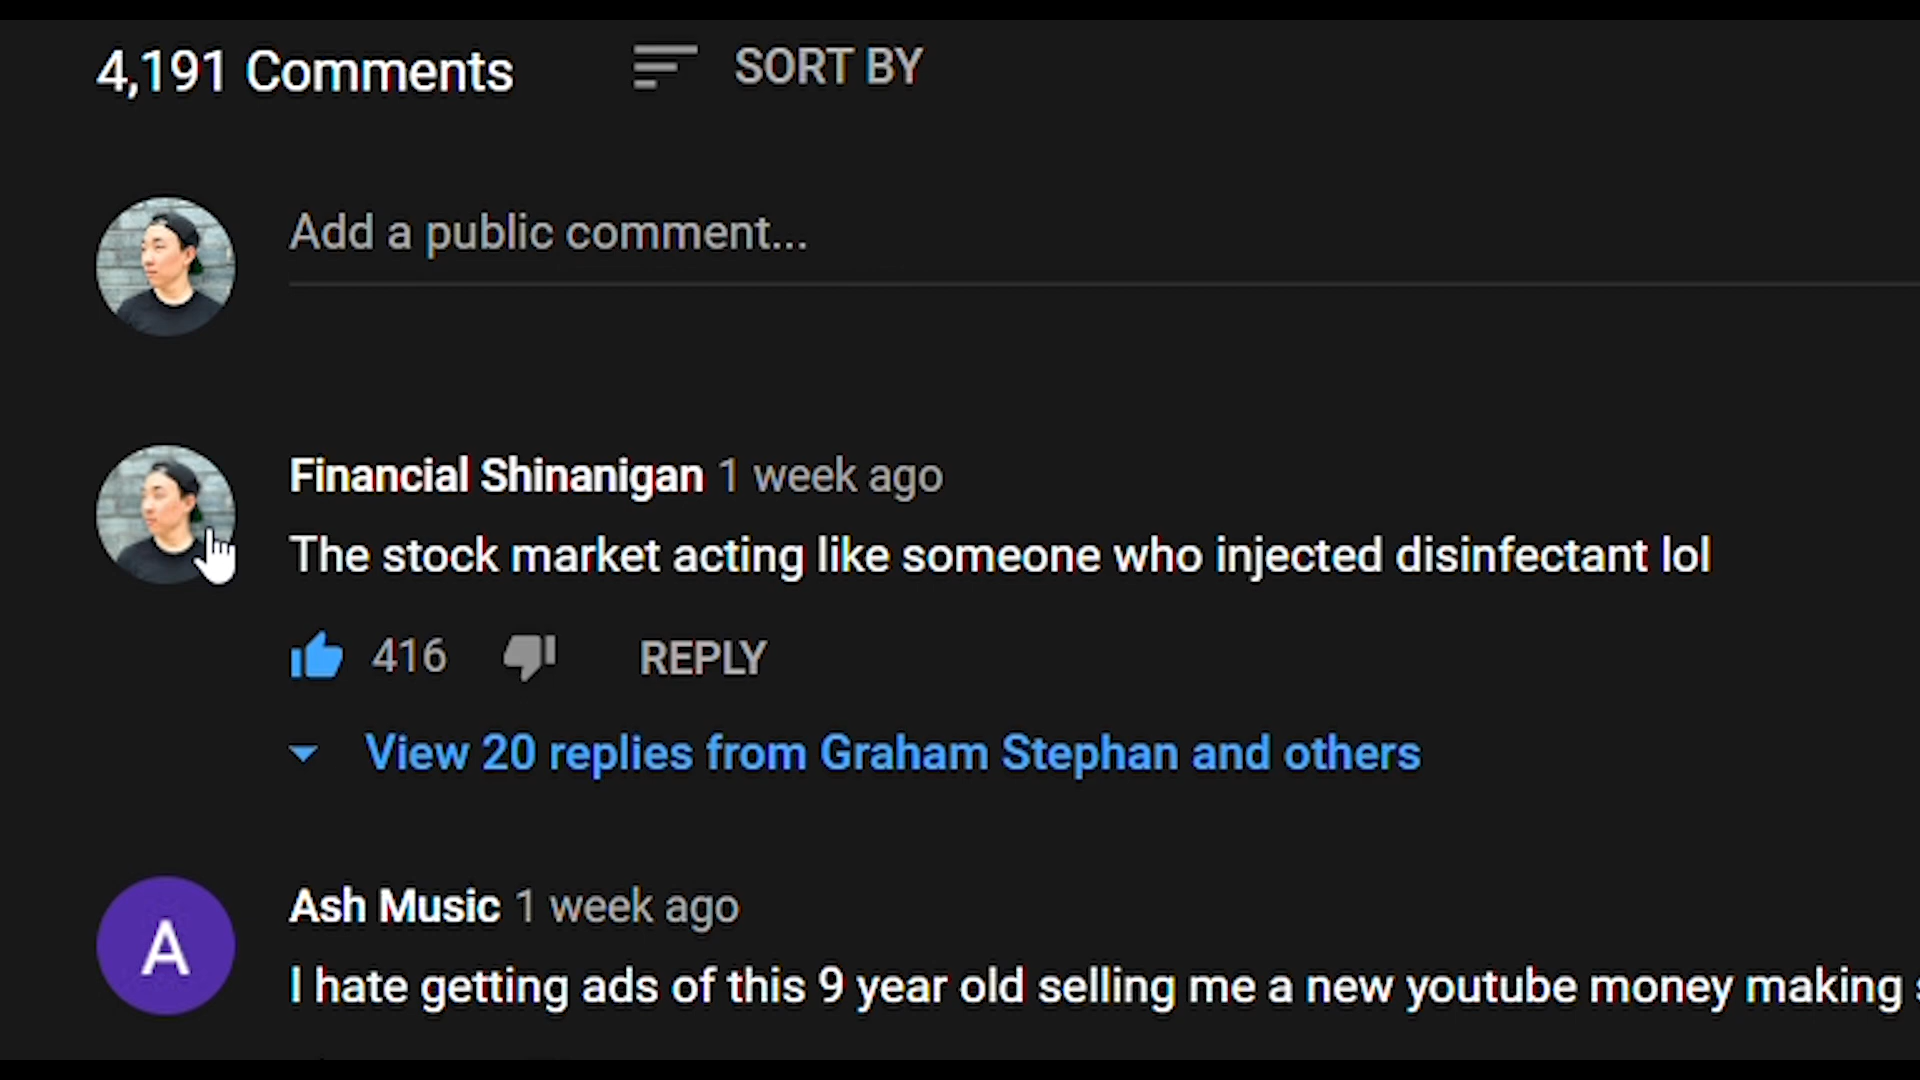 4,191 Comments SORT BY
Add a public comment...
Financial Shinanigan 1 week ago
The stock market acting like someone who injected disinfectant lol
416 REPLY
View 20 replies from Graham Stephan and others
A
Ash Music 1 week ago
I hate getting ads of this 9 year old selling me a new youtube money making